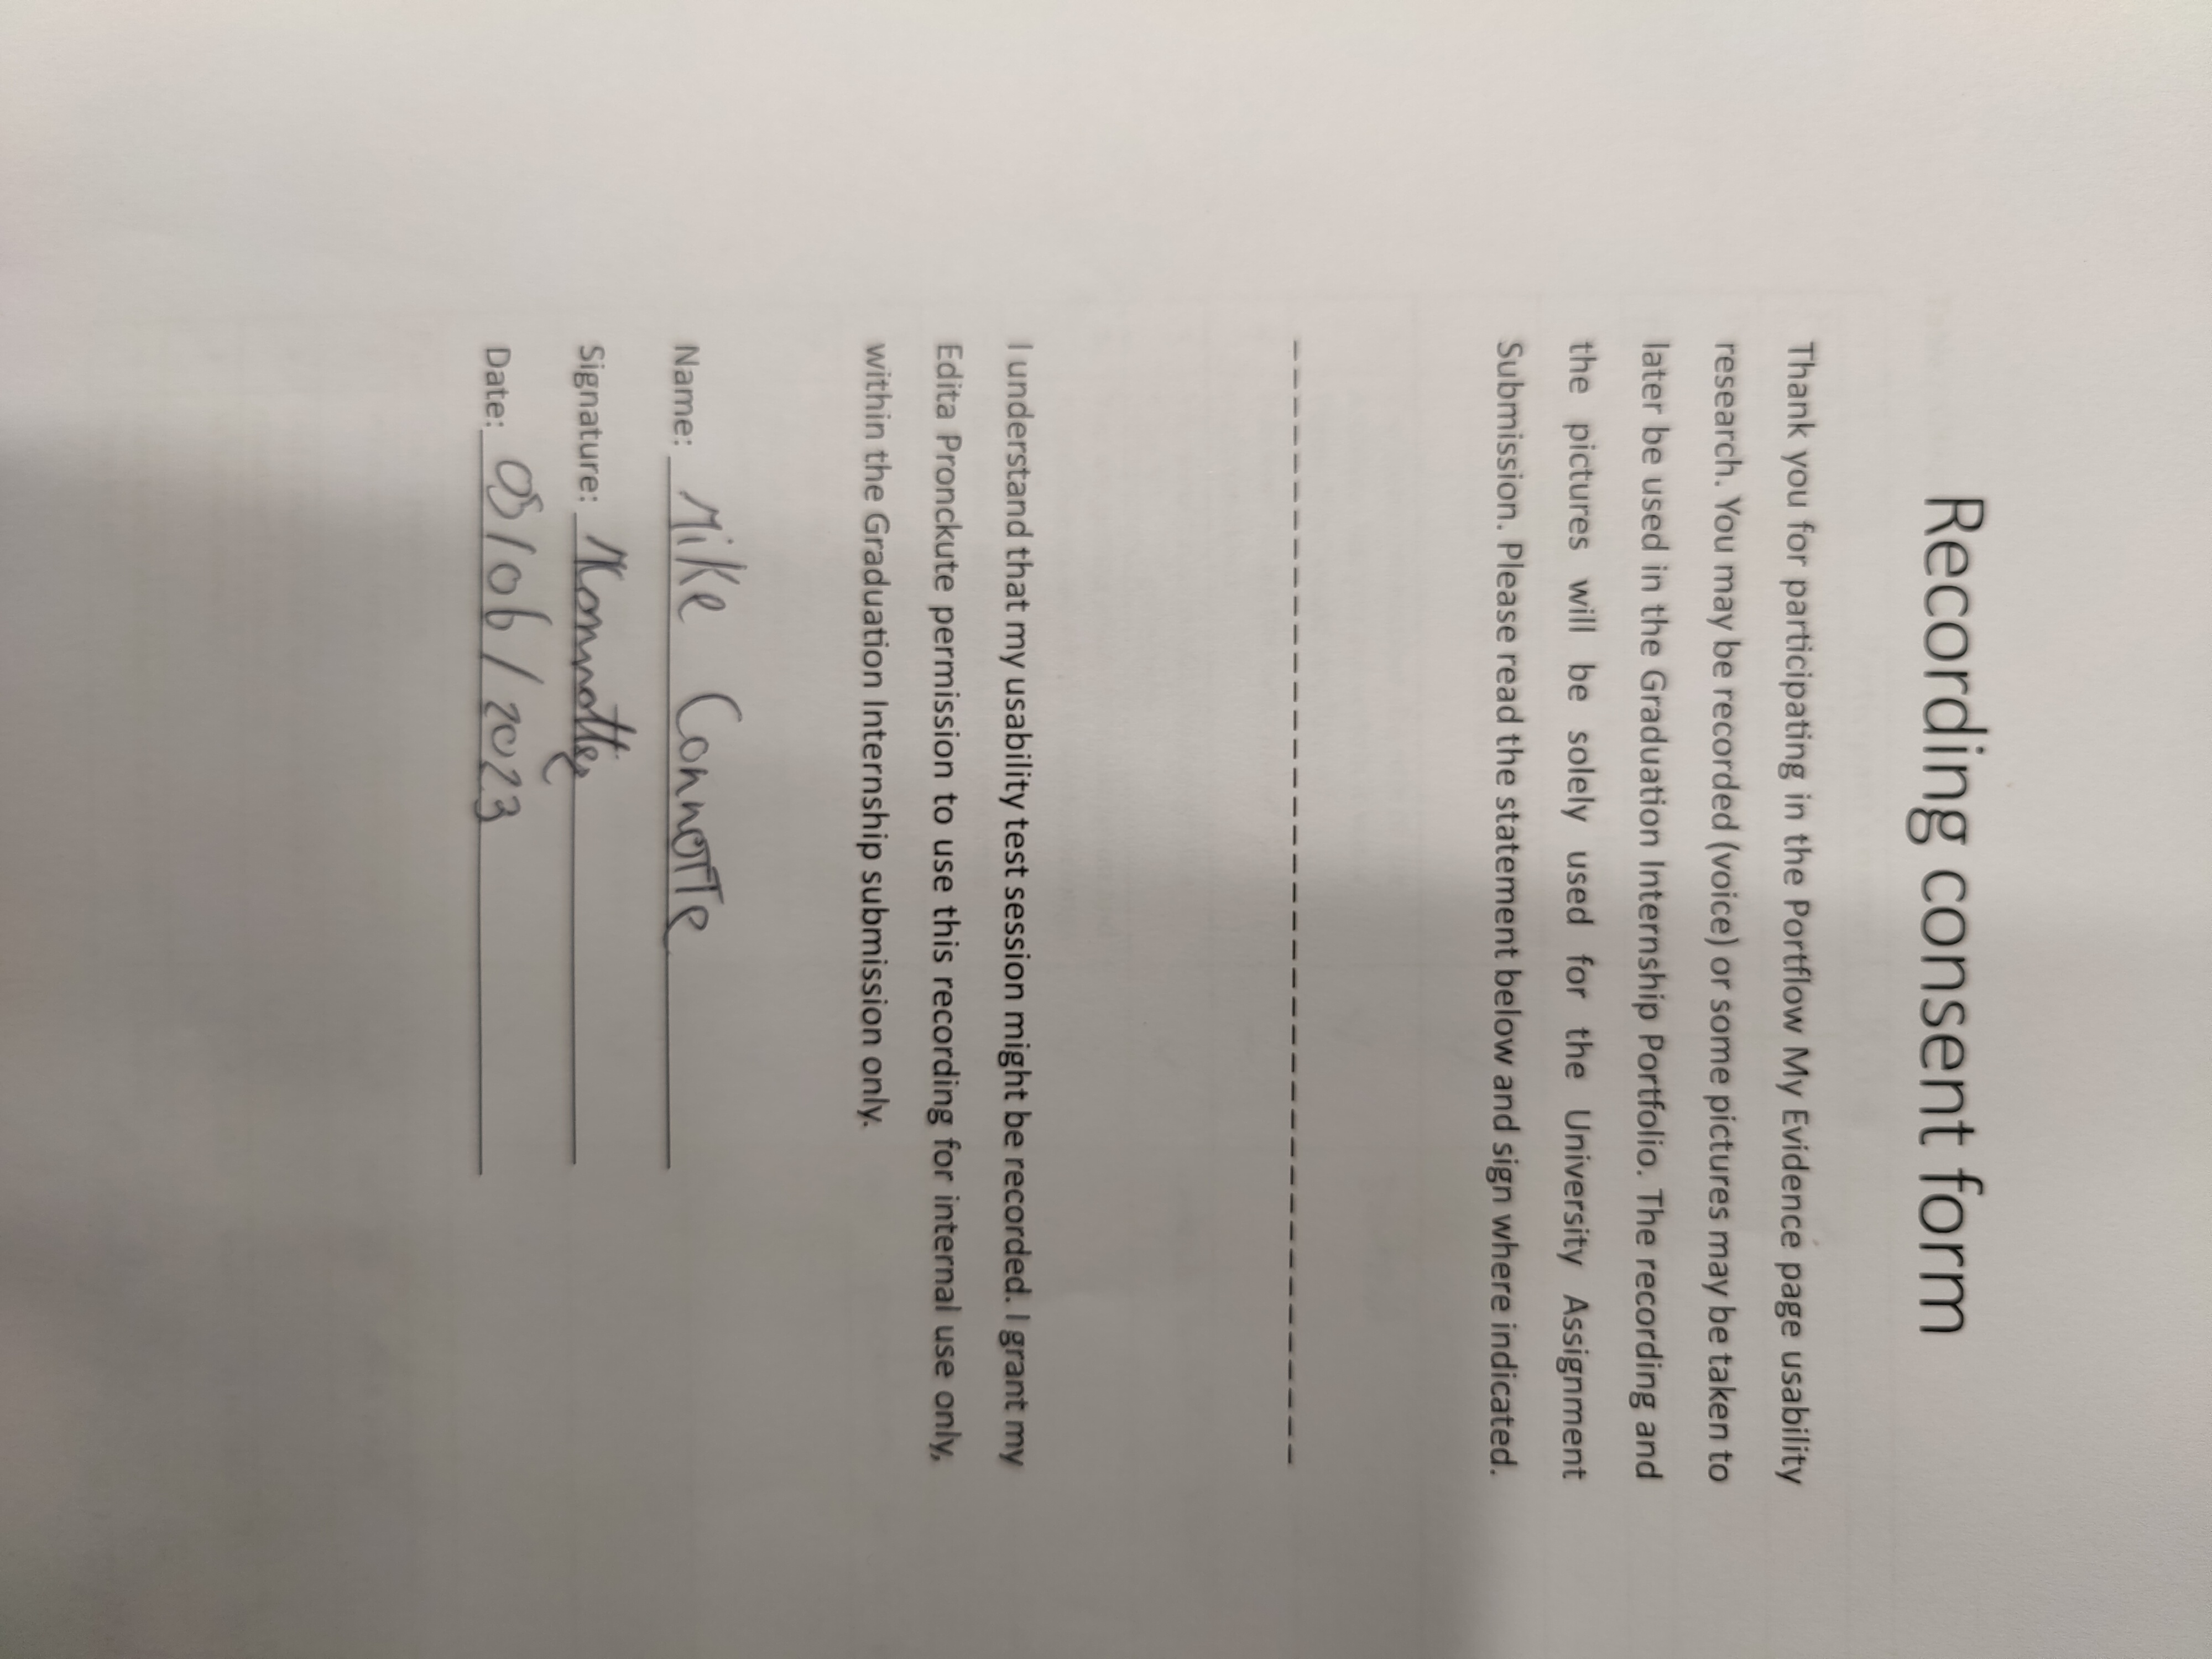 Recording consent form
Thank you for participating in the Portflow My Evidence page usability
research. You may be recorded (voice) or some pictures may be taken to
later be used in the Graduation Internship Portfolio. The recording and
the pictures will be solely used for the University Assignment
Submission. Please read the statement below and sign where indicated.
I understand that my usability test session might be recorded. I grant my
Edita Pronckute permission to use this recording for internal use only,
within the Graduation Internship submission only.
Name: Mike Connotte
Signature: MConnotte
Date: 05/06/2023